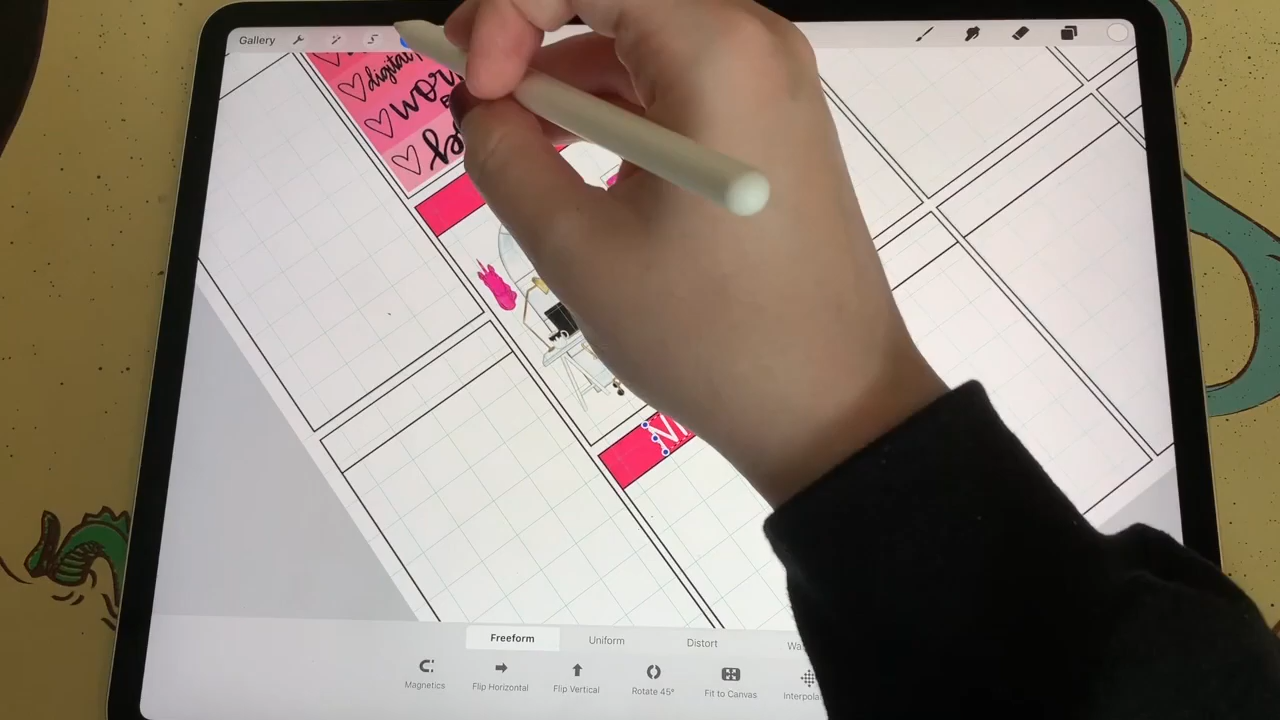 Gallery
digital
wor
Freeform
Uniform
Distort
Magnetics
Flip Horizontal
Flip Vertical
Rotate 45°
Fit to Canvas